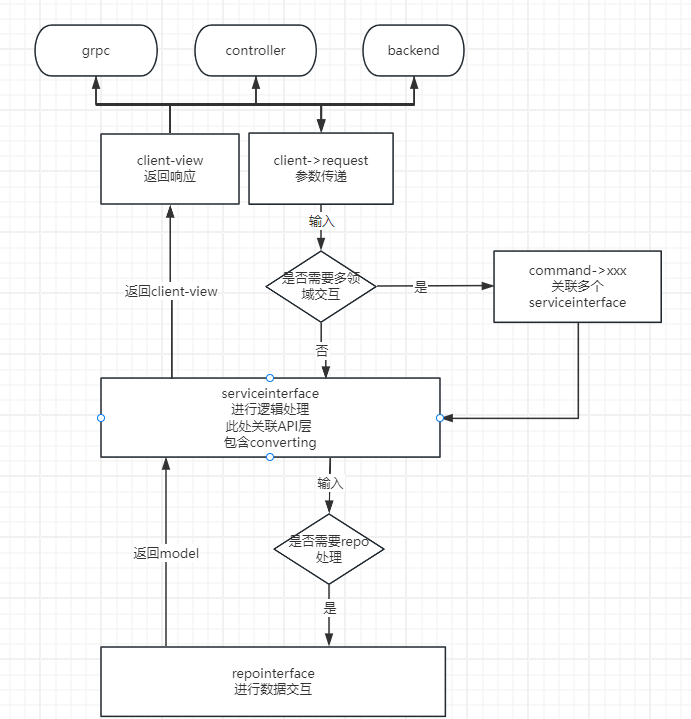 grpc
controller
backend
client-view
返回响应
client->request
参数传递
输入
是否需要多领
域交互
是
command->xxx
关联多个
serviceinterface
返回client-view
否
serviceinterface
进行逻辑处理
此处关联API层
包含converting
输入
是否需要repo
处理
返回model
是
repointerface
进行数据交互